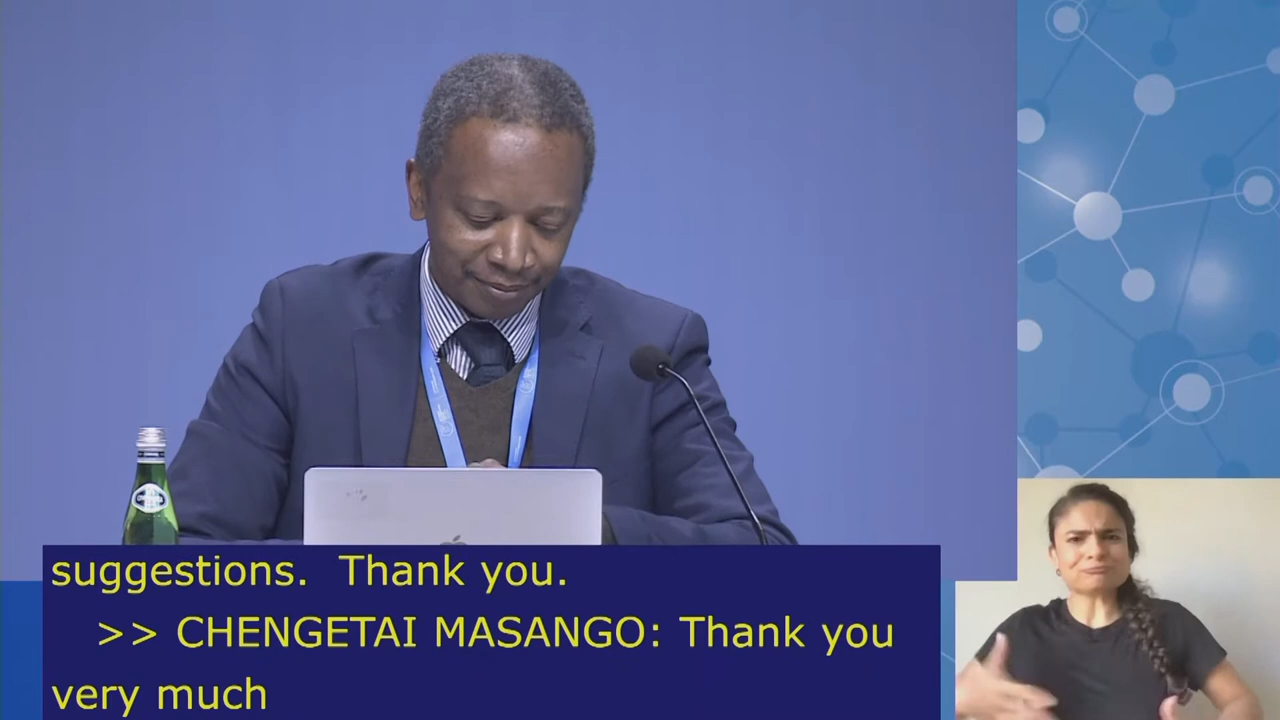 suggestions.  Thank you.
>> CHENGETAI MASANGO: Thank you
very much